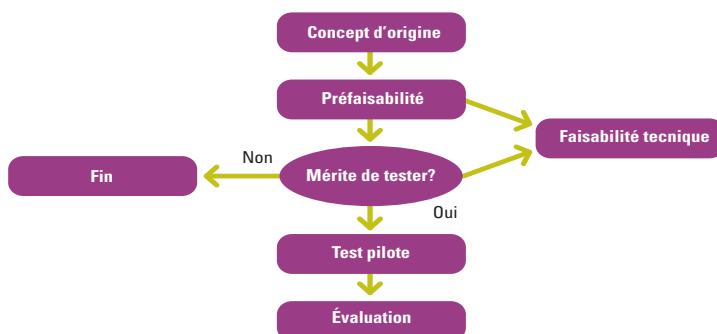 Concept d'origine
Préfaisabilité
Faisabilité tecnique
Non
Fin
Mérite de tester?
Oui
Test pilote
Évaluation